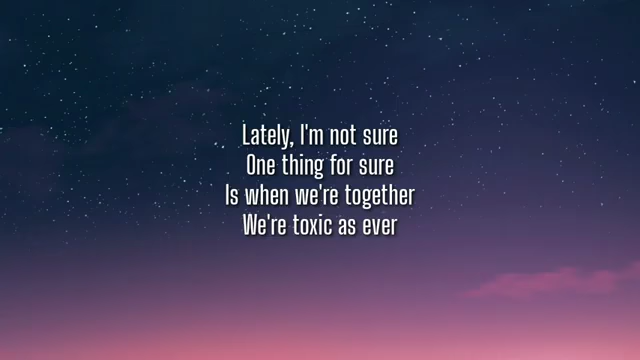 Lately, I'm not sure
One thing for sure
Is when we're together
We're toxic as ever